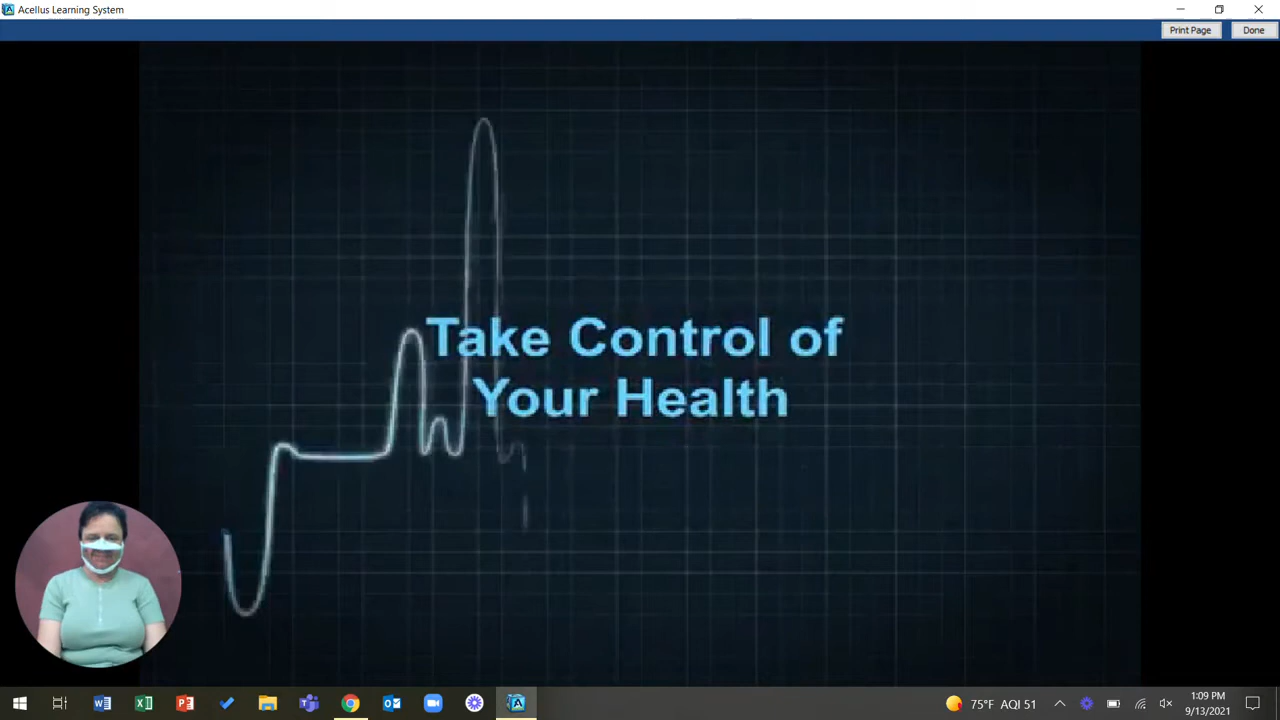 Acellus Learning System
Print Page
Done
Take Control of
Your Health
75°F AQI 51
1:09 PM
9/13/2021